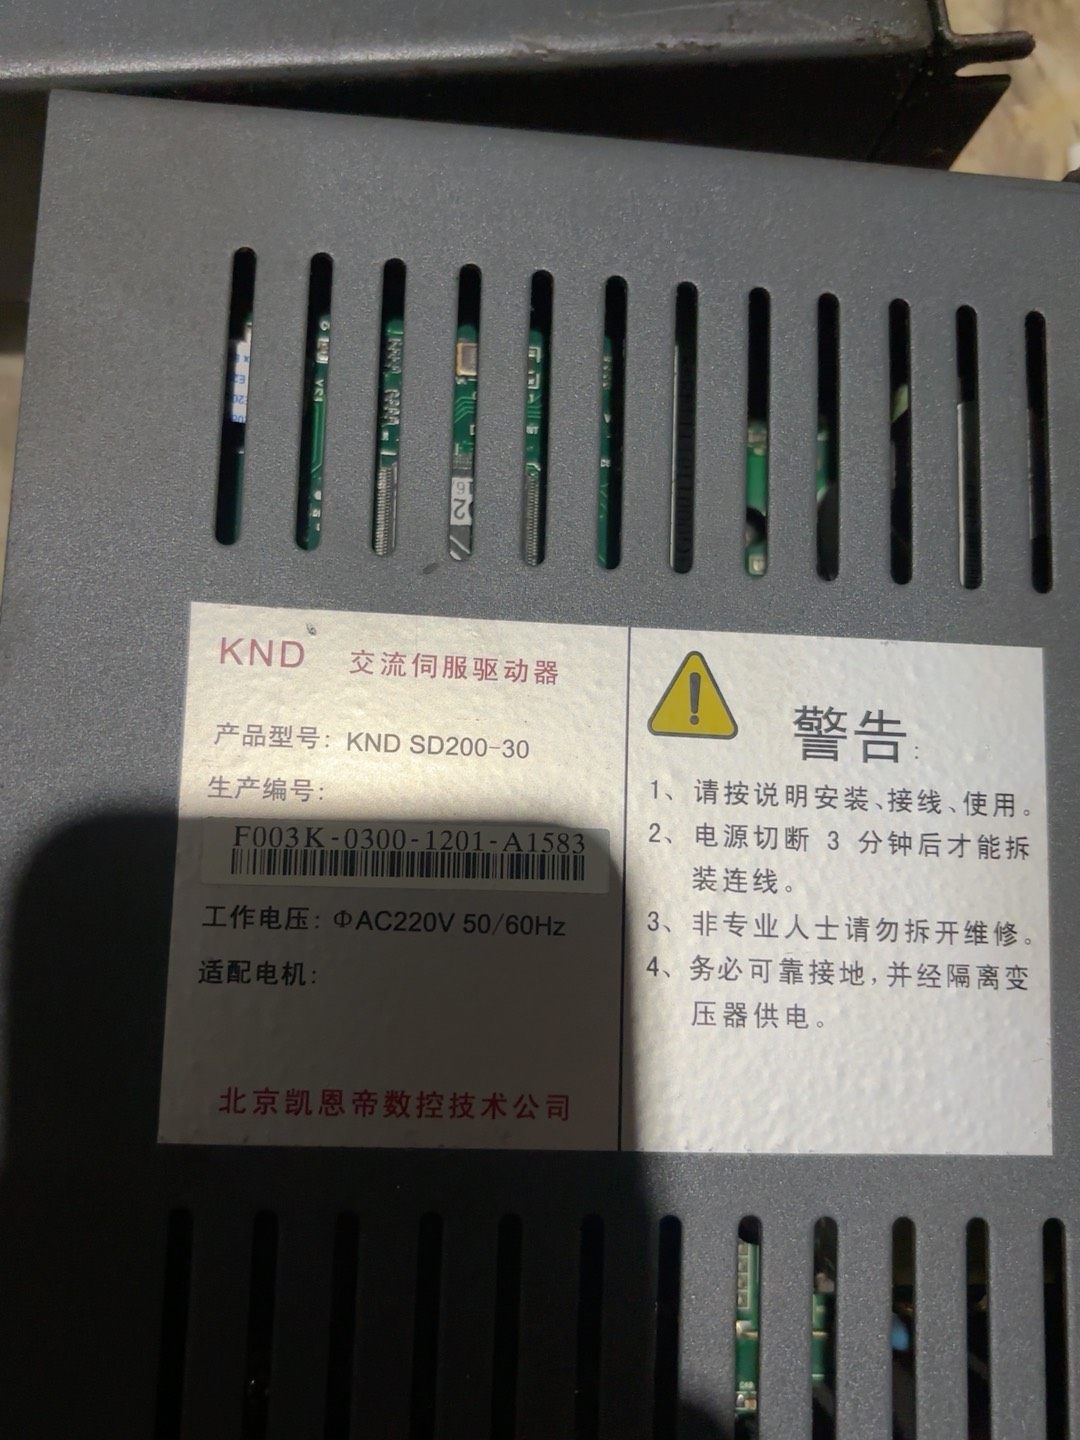 KND 交流伺服驱动器
产品型号: KND SD200-30
生产编号:
F003K-0300-1201-A1583
工作电压: ΦAC220V 50/60Hz
适配电机:
北京凯恩帝数控技术公司
警告:
1、请按说明安装、接线、使用。
2、电源切断 3 分钟后才能拆
装连线。
3、非专业人士请勿拆开维修。
4、务必可靠接地,并经隔离变
压器供电。